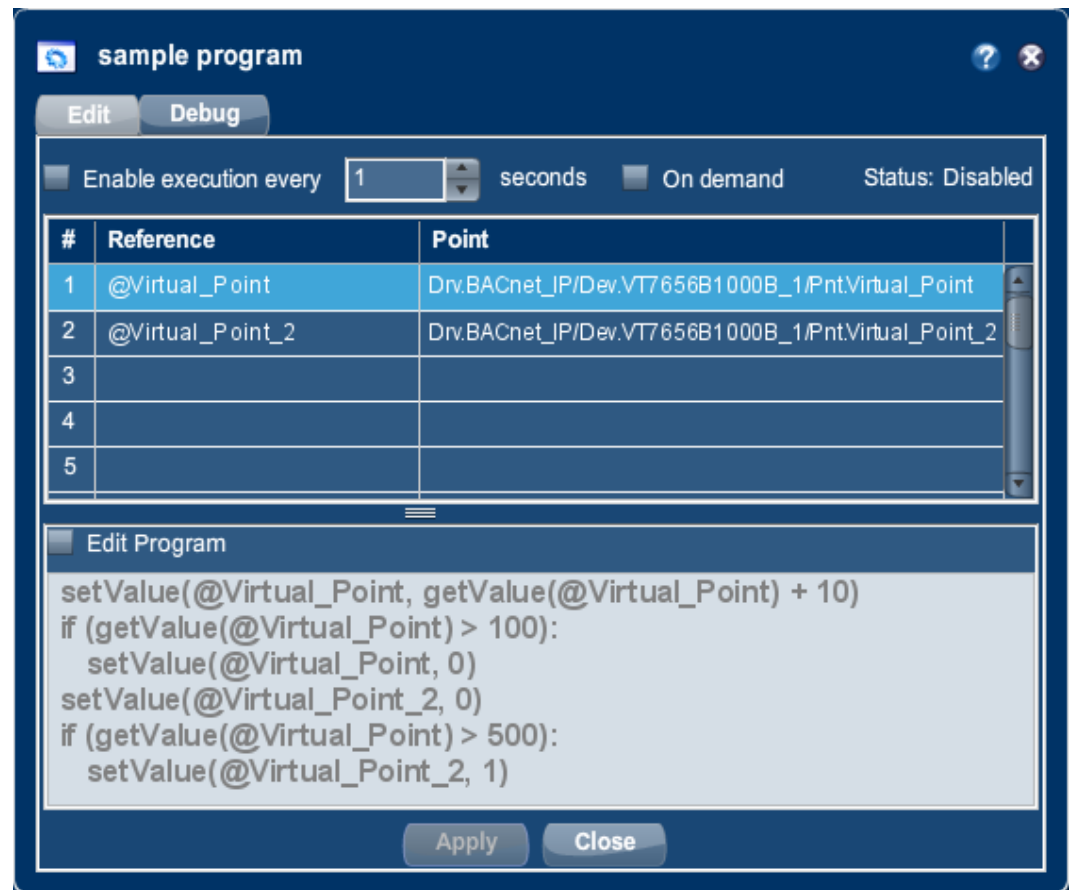 sample program
Edit Debug
Enable execution every 1 seconds On demand Status: Disabled
# Reference Point
1 @Virtual_Point Drv.BACnet_IP/Dev.VT7656B1000B_1/Pnt.Virtual_Point
2 @Virtual_Point_2 Drv.BACnet_IP/Dev.VT7656B1000B_1/Pnt.Virtual_Point_2
3
4
5
Edit Program
setValue(@Virtual_Point, getValue(@Virtual_Point) + 10)
if (getValue(@Virtual_Point) > 100):
setValue(@Virtual_Point, 0)
setValue(@Virtual_Point_2, 0)
if (getValue(@Virtual_Point) > 500):
setValue(@Virtual_Point_2, 1)
Apply Close